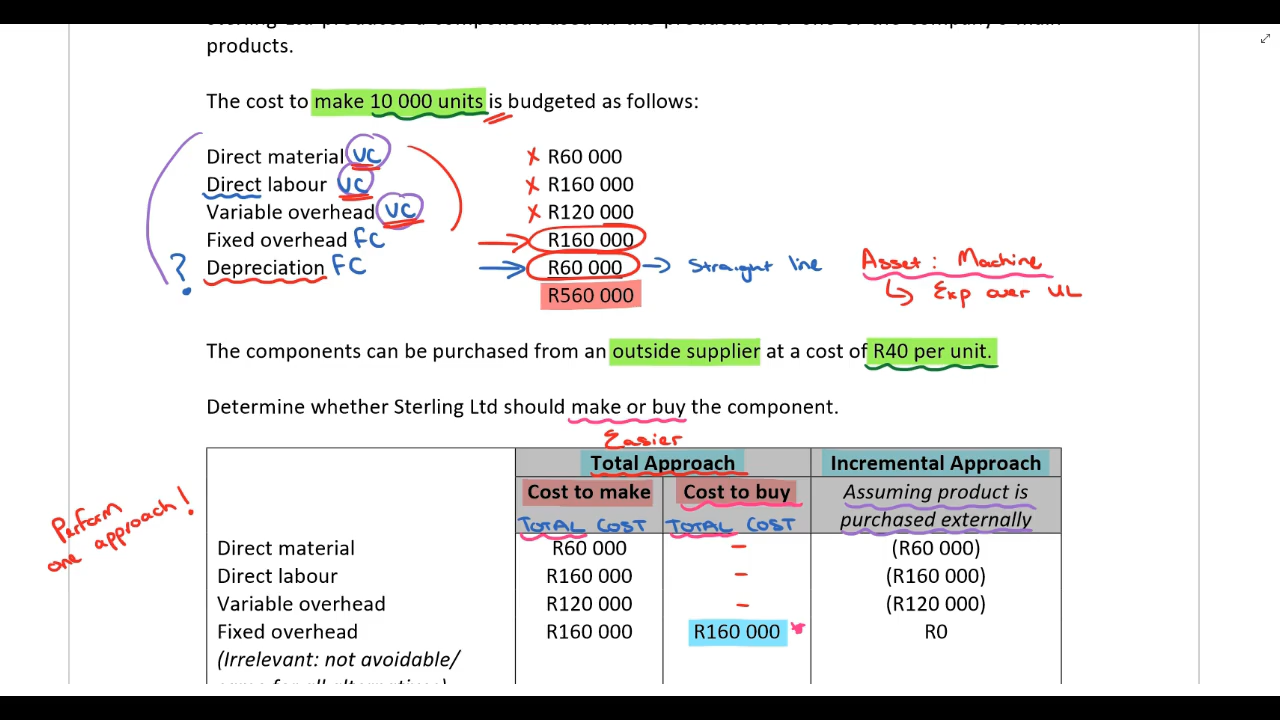 products.
The cost to make 10 000 units is budgeted as follows:
Direct material VC X R60 000
Direct labour VC X R160 000
Variable overhead VC X R120 000
Fixed overhead FC R160 000
? Depreciation FC R60 000 Straight line Asset: Machine
R560 000 Exp over UL
The components can be purchased from an outside supplier at a cost of R40 per unit.
Determine whether Sterling Ltd should make or buy the component.
Easier
Total Approach Incremental Approach
Cost to make Cost to buy Assuming product is
TOTAL COST TOTAL COST purchased externally
Perform
one approach!
Direct material R60 000 – (R60 000)
Direct labour R160 000 – (R160 000)
Variable overhead R120 000 – (R120 000)
Fixed overhead R160 000 R160 000 * R0
(Irrelevant: not avoidable/